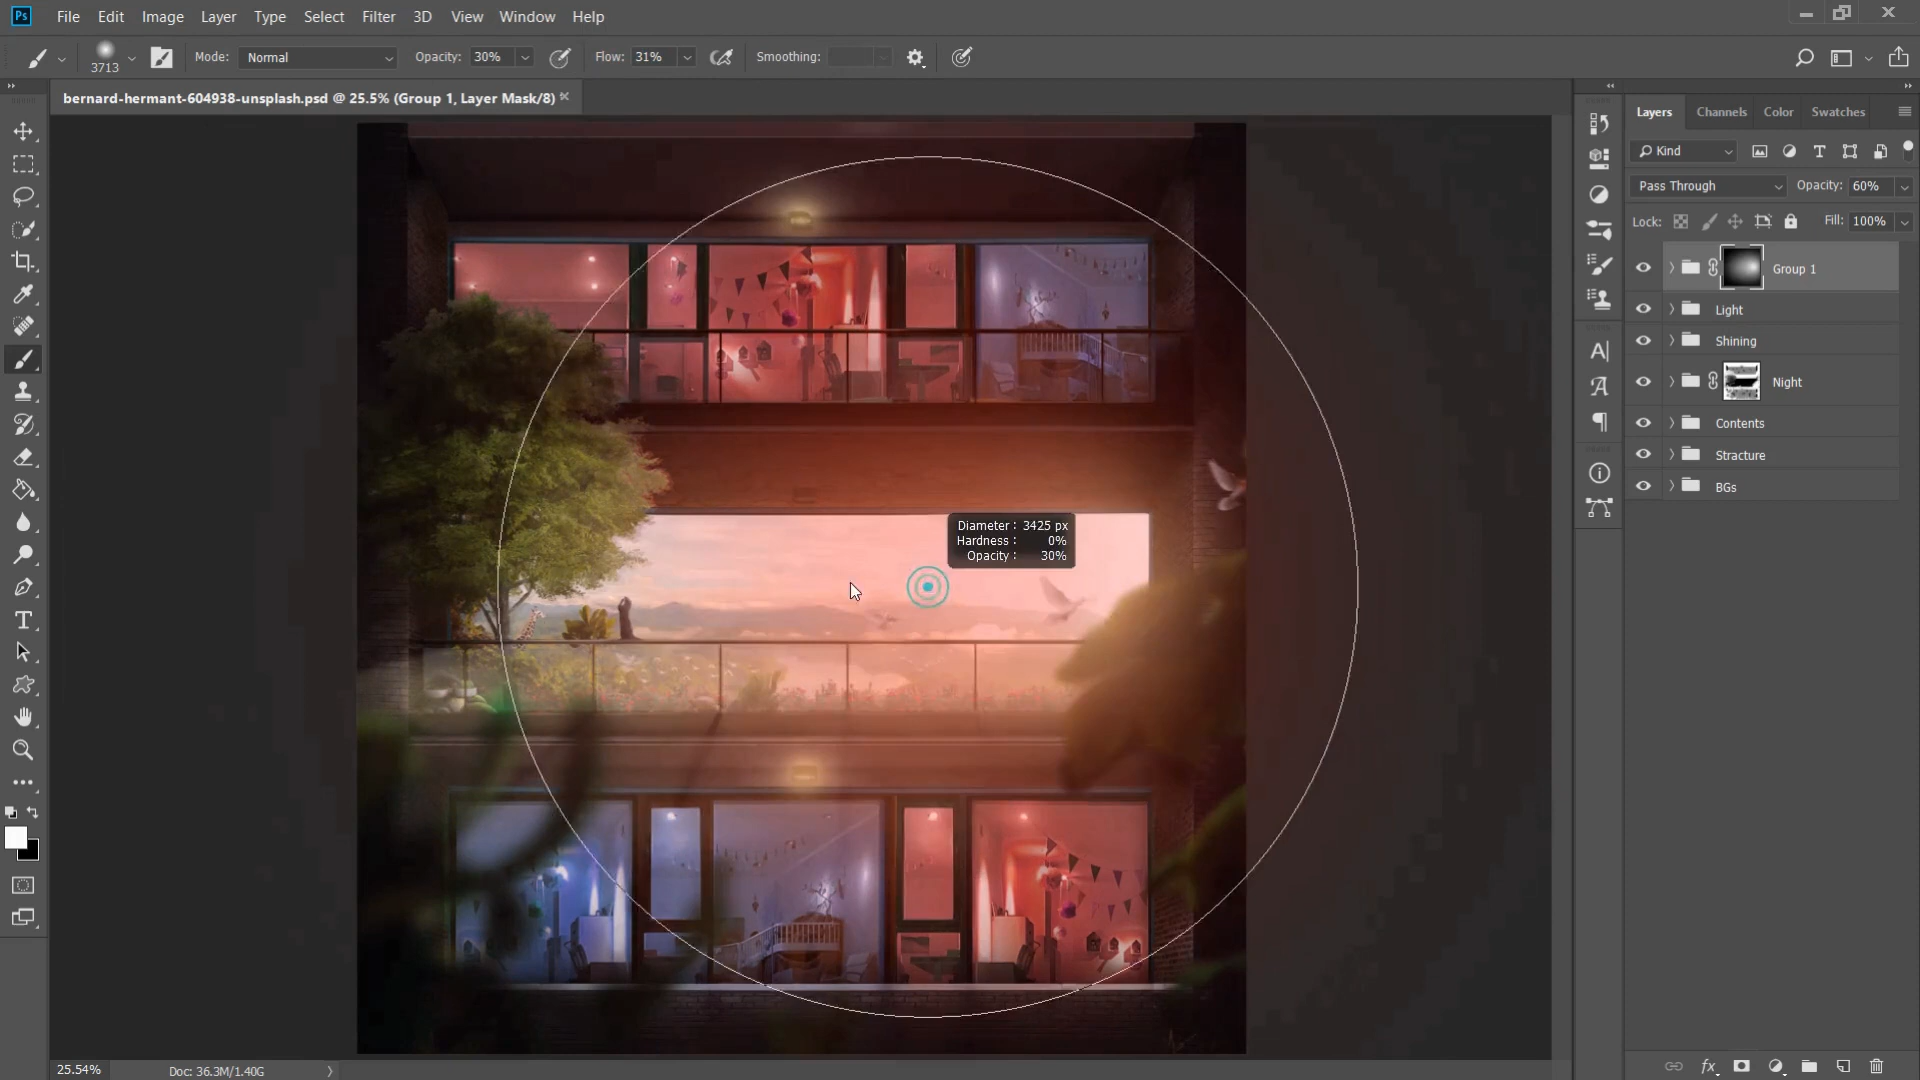 Ps File Edit Image Layer Type Select Filter 3D View Window Help
3713 Mode: Normal Opacity: 30% Flow: 31% Smoothing:
bernard-hermant-604938-unsplash.psd @ 25.5% (Group 1, Layer Mask/8)
Layers Channels Color Swatches
Kind
Pass Through Opacity: 60%
Lock: Fill: 100%
Group 1
Light
Shining
Night
Contents
Stracture
BGs
Diameter : 3425 px
Hardness : 0%
Opacity : 30%
25.54% Doc: 36.3M/1.40G